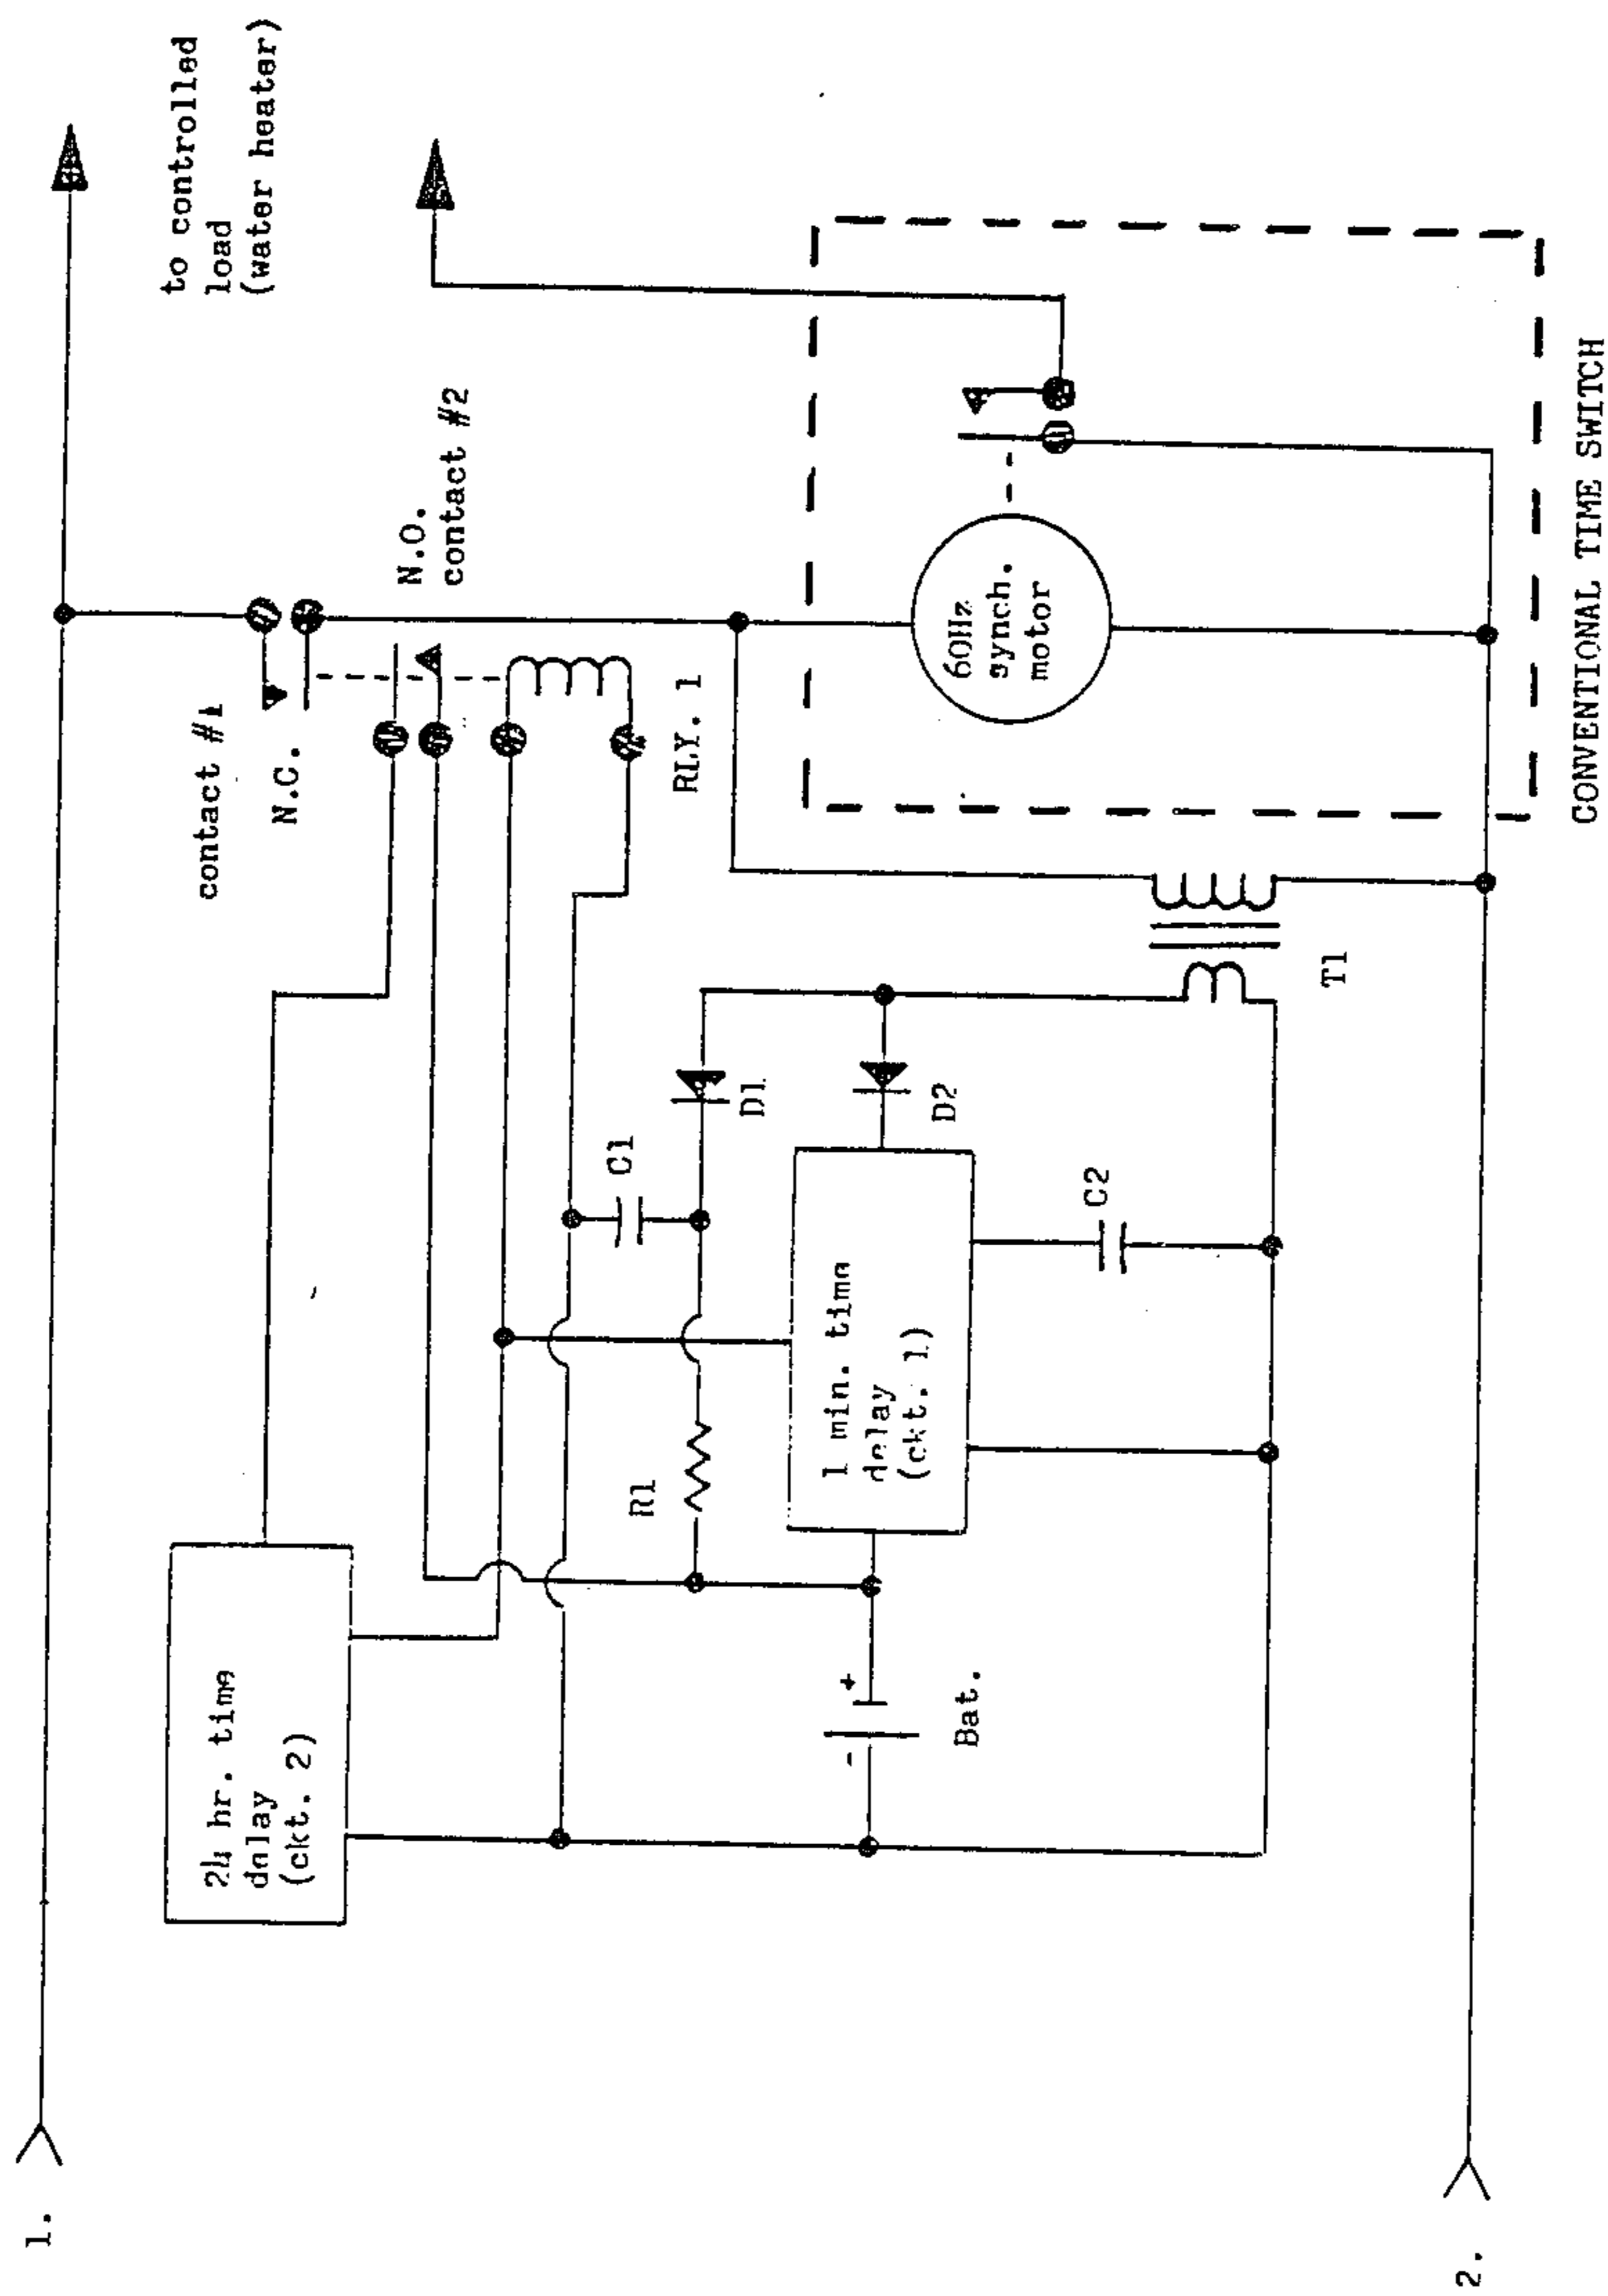 1.
2.
to controlled
load
(water heater)
contact #1
N.C.
N.O.
contact #2
RLY. 1
24 hr. time
delay
(ckt. 2)
C1
D1
R1
D2
1 min. time
delay
(ckt. 1)
C2
+
-
Bat.
T1
60Hz
synch.
motor
CONVENTIONAL TIME SWITCH